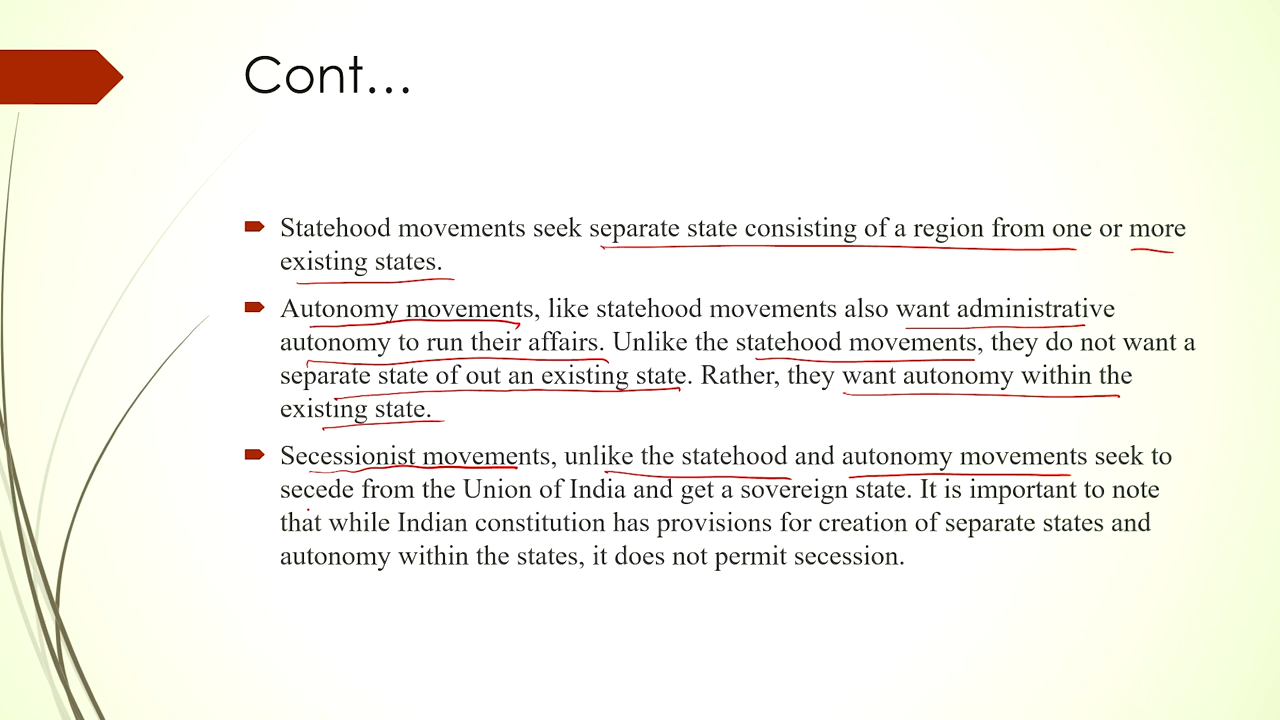 Cont...
Statehood movements seek separate state consisting of a region from one or more
existing states.
Autonomy movements, like statehood movements also want administrative
autonomy to run their affairs. Unlike the statehood movements, they do not want a
separate state of out an existing state. Rather, they want autonomy within the
existing state.
Secessionist movements, unlike the statehood and autonomy movements seek to
secede from the Union of India and get a sovereign state. It is important to note
that while Indian constitution has provisions for creation of separate states and
autonomy within the states, it does not permit secession.